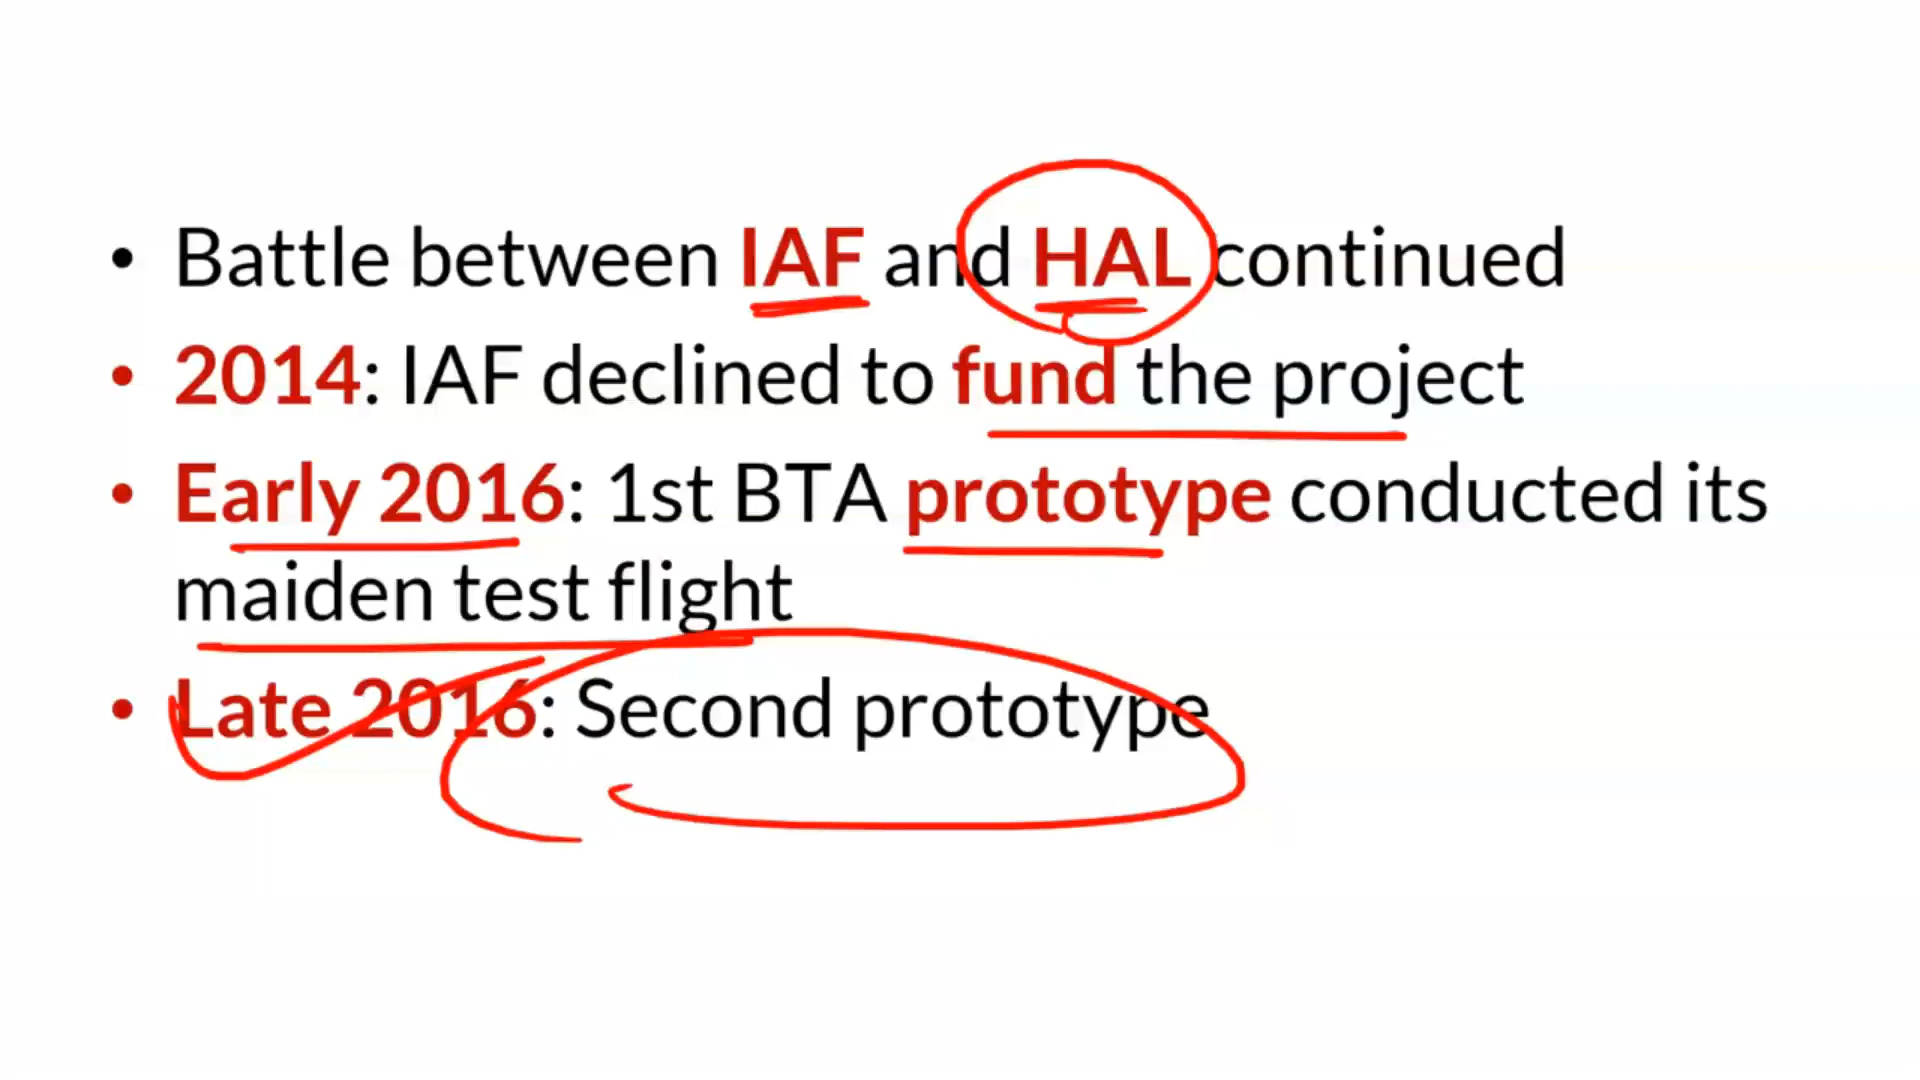 • Battle between IAF and HAL continued
• 2014: IAF declined to fund the project
• Early 2016: 1st BTA prototype conducted its
maiden test flight
• Late 2016: Second prototype